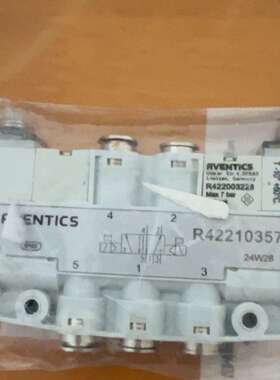 AVENTICS
R422003228
Max 7 bar
4
2
AVENTICS
R42210357
24W28
5
1
3